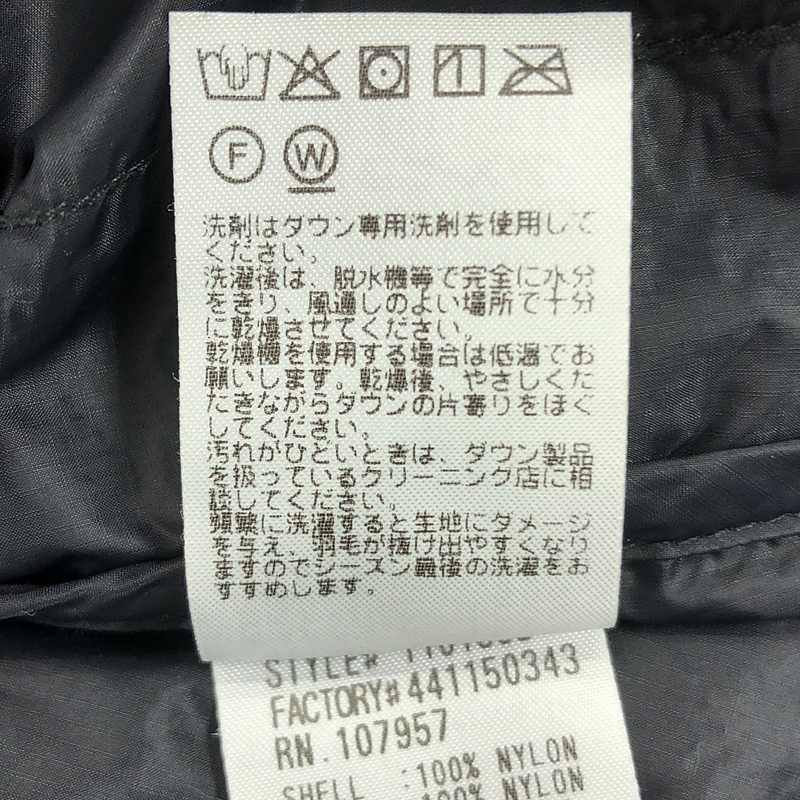 F W
洗剤はダウン専用洗剤を使用して
ください。
洗濯後は、脱水機等で完全に水分
をきり、風通しのよい場所で十分
に乾燥させてください。
乾燥機を使用する場合は低温でお
願いします。乾燥後、やさしくた
たきながらダウンの片寄りをほぐ
してください。
汚れがひどいときは、ダウン製品
を扱っているクリーニング店に相
談してください。
頻繁に洗濯すると生地にダメージ
を与え、羽毛が抜け出やすくなり
ますのでシーズン最後の洗濯をお
すすめします。
STYLE#
FACTORY#441150343
RN.107957
SHELL :100% NYLON
:100% NYLON